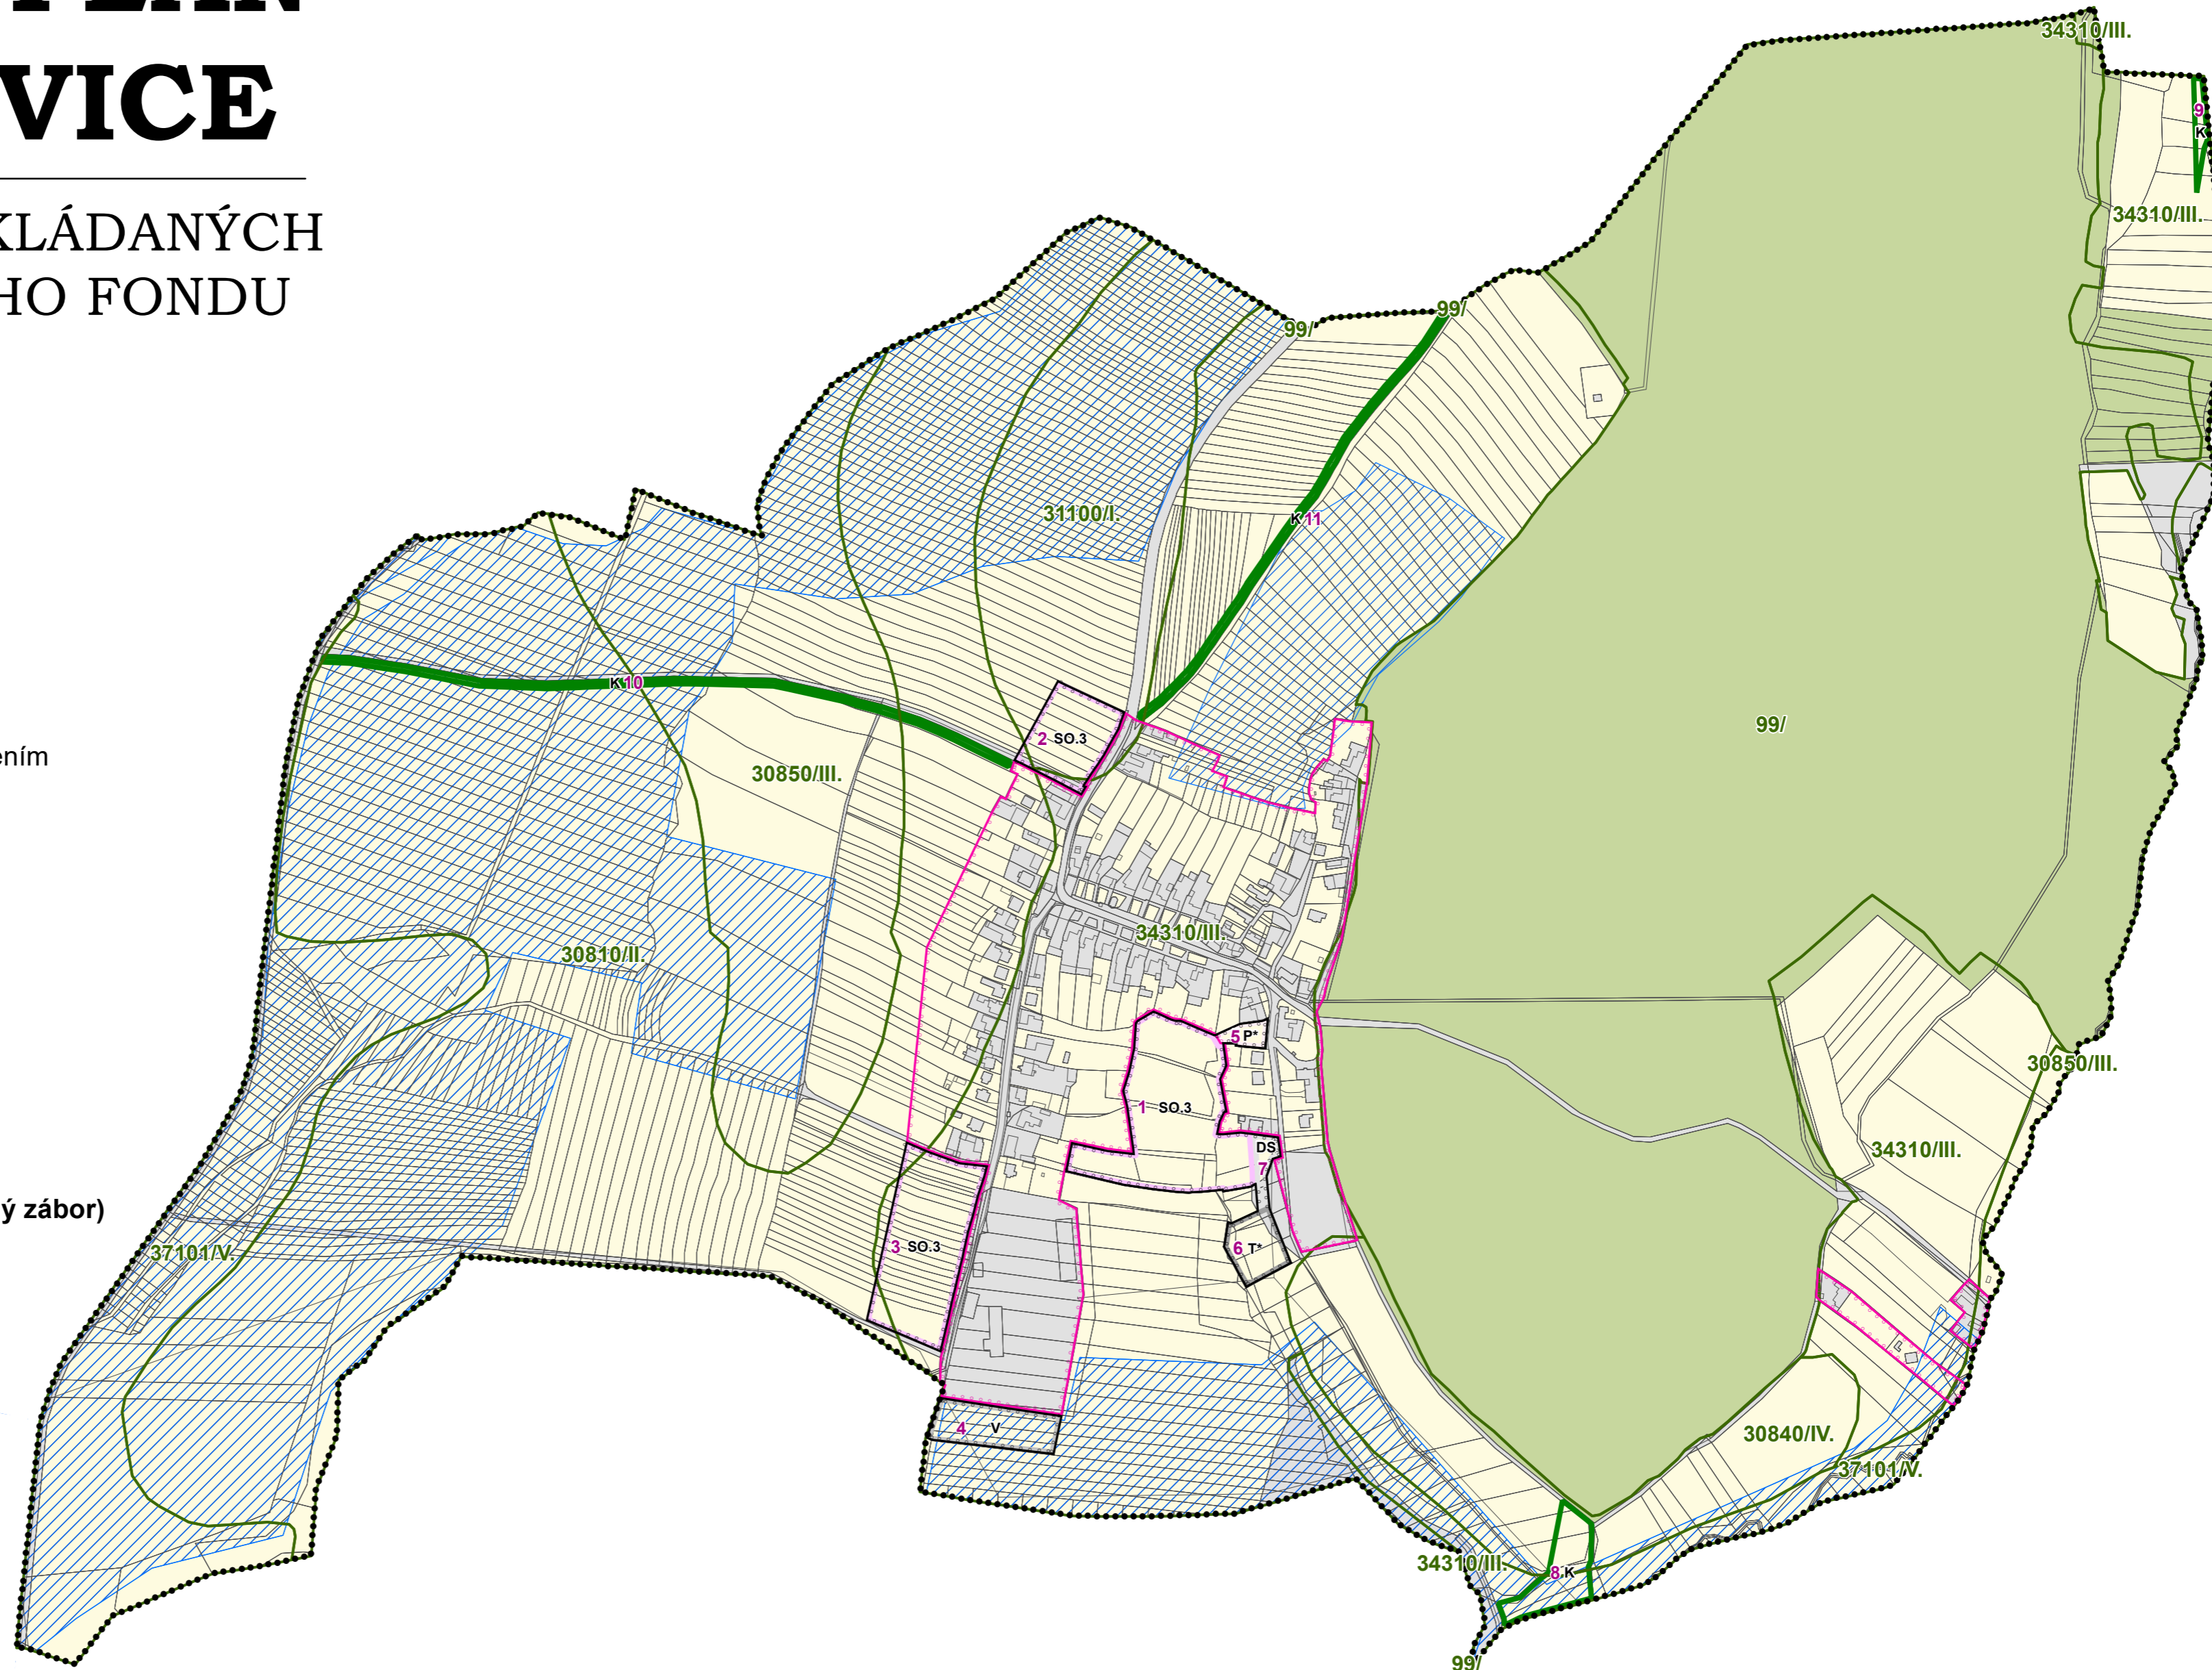 PLÁN
VICE
KLÁDANÝCH
HO FONDU
ením
ý zábor)
34310/III.
9
K
34310/III.
99/
99/
31100/I.
K 11
K 10
2 SO.3
99/
30850/III.
34310/III.
30810/II.
5 P*
30850/III.
1 SO.3
DS
7
34310/III.
37101/V.
3 SO.3
6 T*
4 V
30840/IV.
37101/V.
34310/III.
8 K
99/